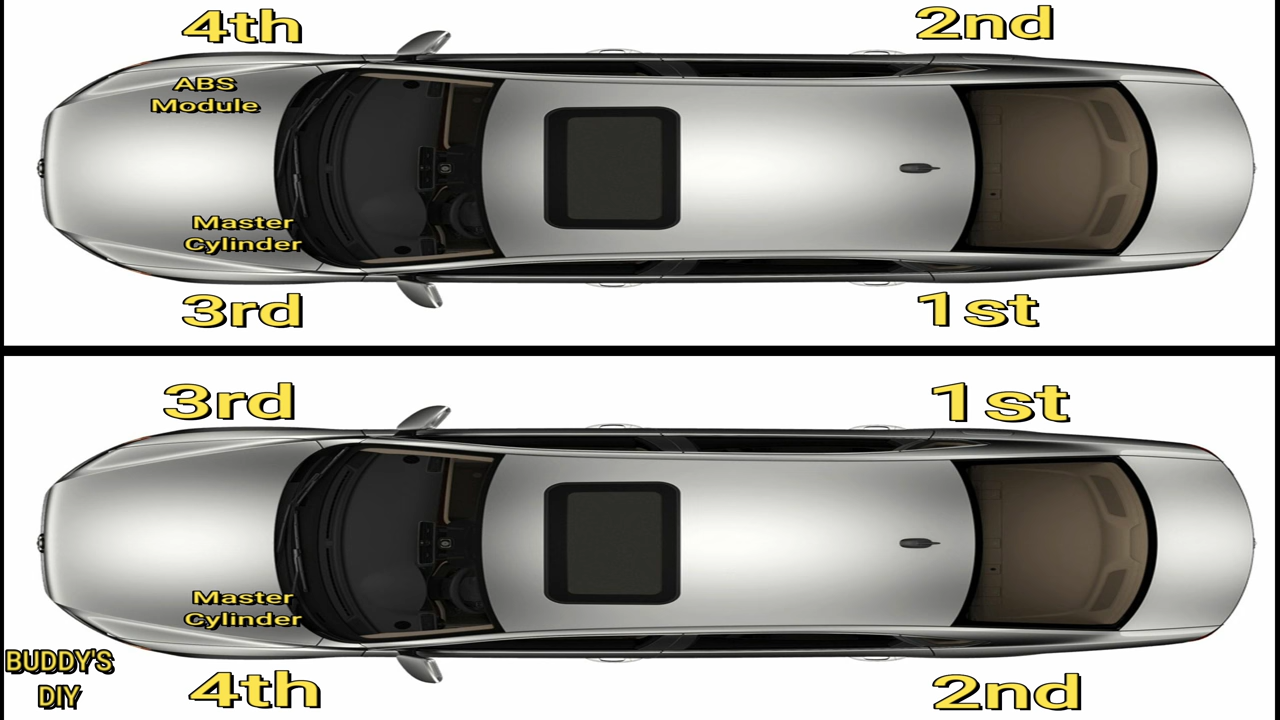 4th
2nd
ABS
Module
Master
Cylinder
3rd
1st
3rd
1st
Master
Cylinder
BUDDY'S
DIY
4th
2nd